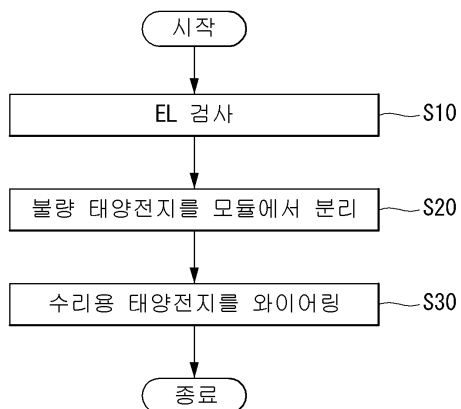 시작
EL 검사
S10
불량 태양전지를 모듈에서 분리
S20
수리용 태양전지를 와이어링
S30
종료